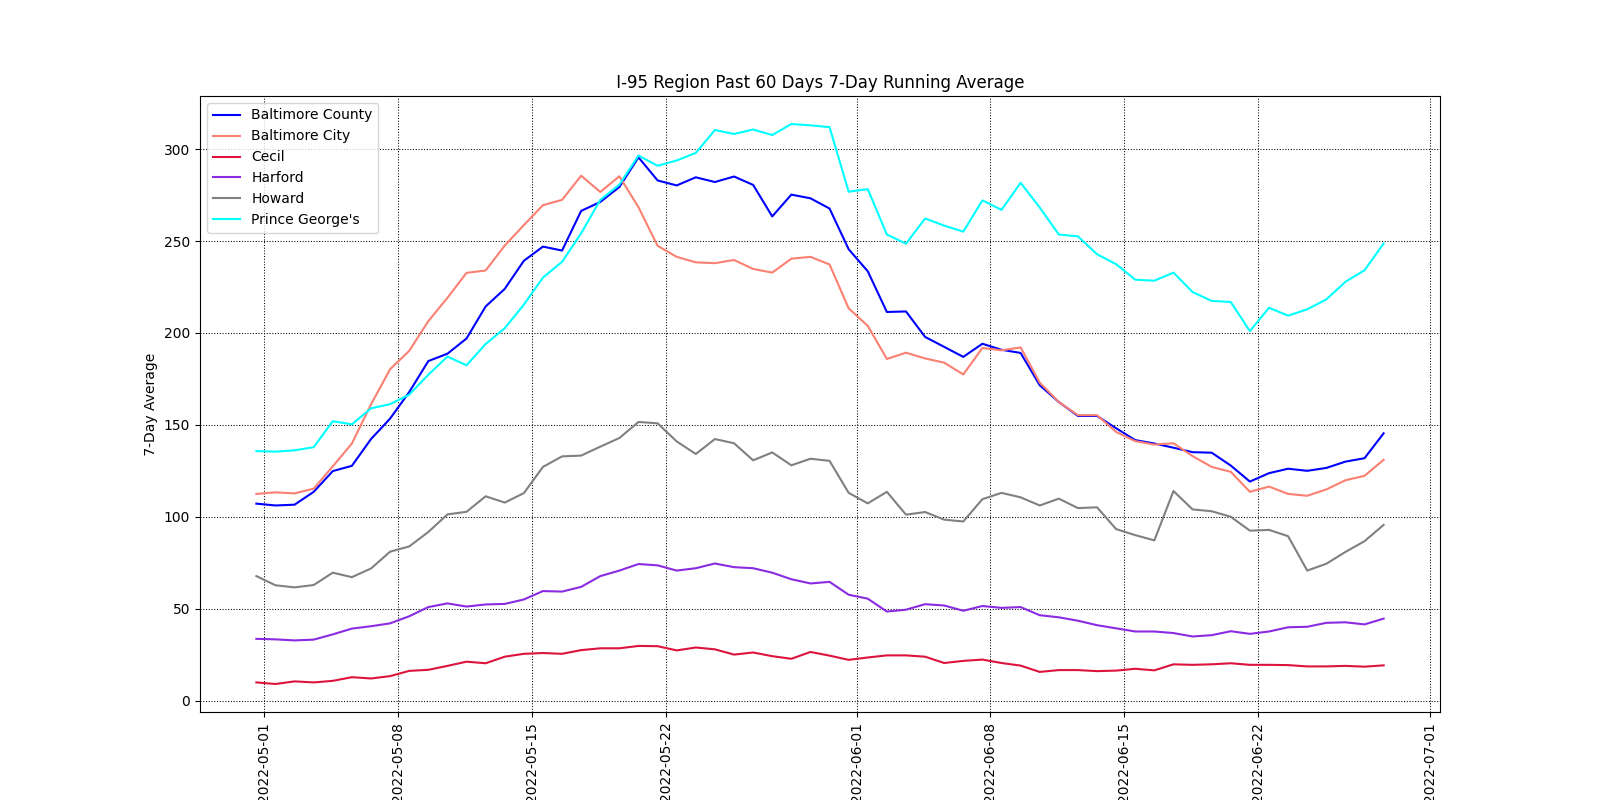 I-95 Region Past 60 Days 7-Day Running Average
Baltimore County
Baltimore City
Cecil
Harford
Howard
Prince George's
7-Day Average
300
250
200
150
100
50
0
2022-05-01
2022-05-08
2022-05-15
2022-05-22
2022-06-01
2022-06-08
2022-06-15
2022-06-22
2022-07-01